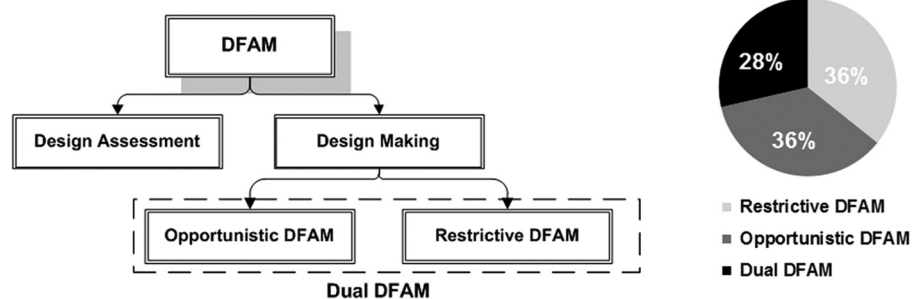 DFAM
Design Assessment
Design Making
Opportunistic DFAM
Restrictive DFAM
Dual DFAM
28%
36%
36%
Restrictive DFAM
Opportunistic DFAM
Dual DFAM